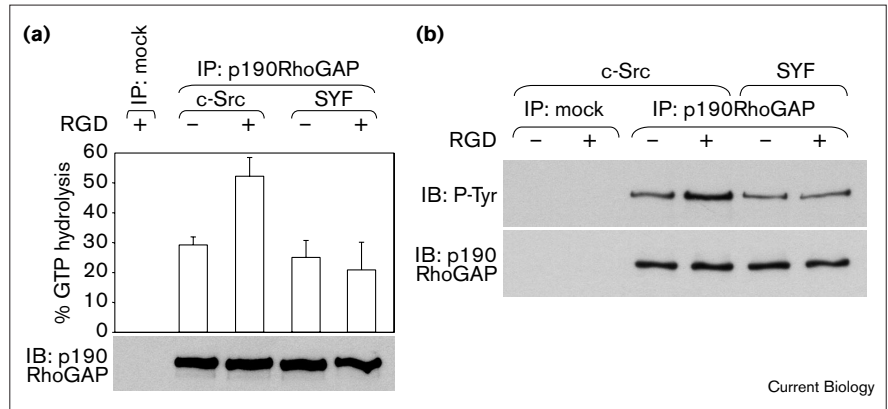 (a)
IP: mock
IP: p190RhoGAP
c-Src SYF
RGD + – + – +
60
50
40
30
20
10
0
% GTP hydrolysis
IB: p190
RhoGAP
(b)
c-Src SYF
IP: mock IP: p190RhoGAP
RGD – + – + – +
IB: P-Tyr
IB: p190
RhoGAP
Current Biology